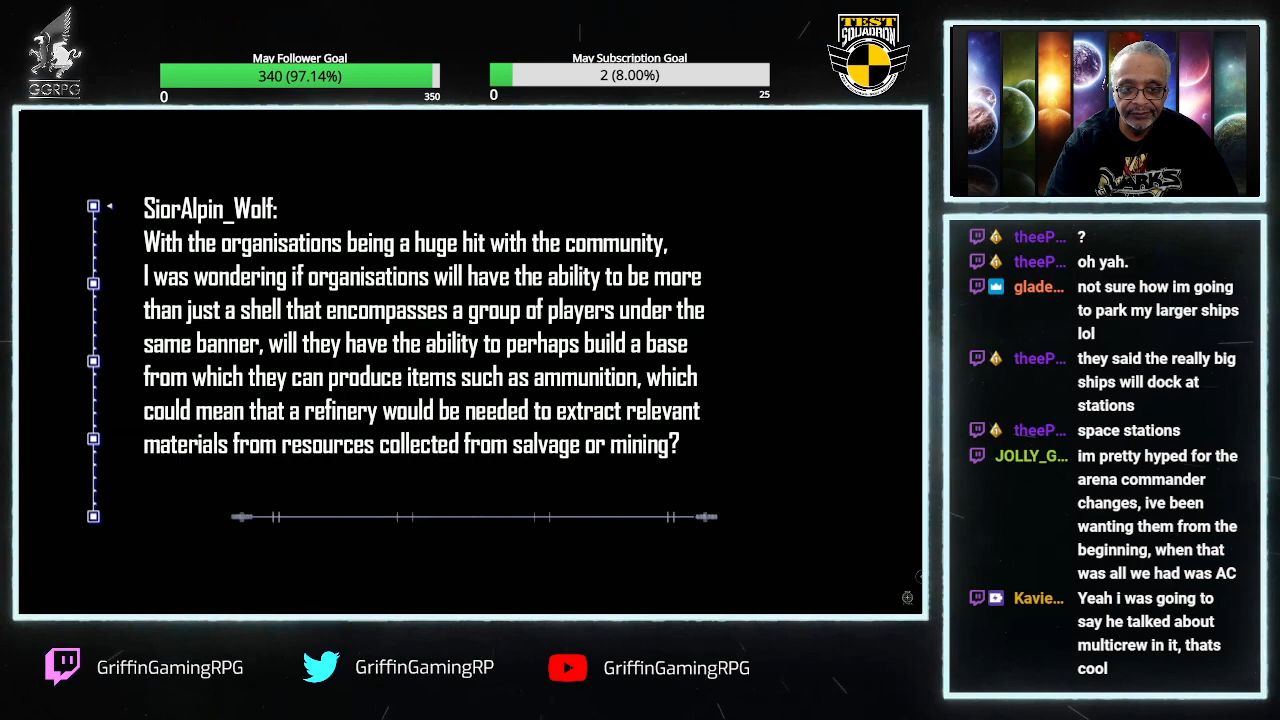 GGRPG
May Follower Goal
340 (97.14%)
0
350
May Subscription Goal
2 (8.00%)
0
25
TEST
SQUADRON
SiorAlpin_Wolf:
With the organisations being a huge hit with the community,
I was wondering if organisations will have the ability to be more
than just a shell that encompasses a group of players under the
same banner, will they have the ability to perhaps build a base
from which they can produce items such as ammunition, which
could mean that a refinery would be needed to extract relevant
materials from resources collected from salvage or mining?
theeP... ?
theeP... oh yah.
glade... not sure how im going
to park my larger ships
lol
theeP... they said the really big
ships will dock at
stations
theeP... space stations
JOLLY_G... im pretty hyped for the
arena commander
changes, ive been
wanting them from the
beginning, when that
was all we had was AC
Kavie... Yeah i was going to
say he talked about
multicrew in it, thats
cool
GriffinGamingRPG
GriffinGamingRP
GriffinGamingRPG